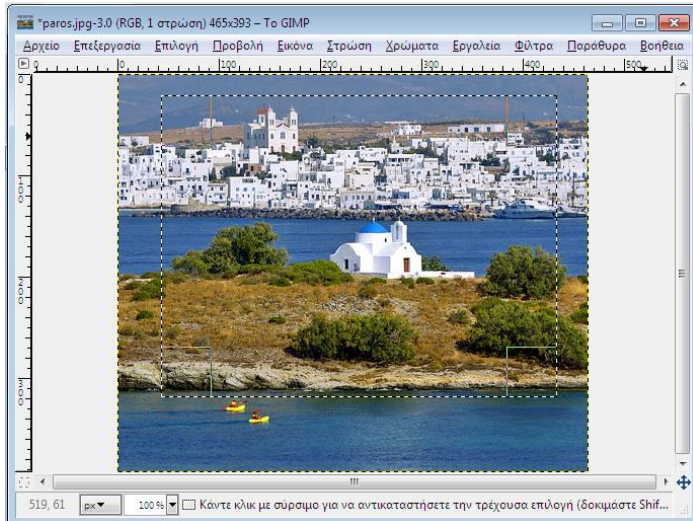 *paros.jpg-3.0 (RGB, 1 στρώση) 465x393 – Το GIMP
Αρχείο Επεξεργασία Επιλογή Προβολή Εικόνα Στρώση Χρώματα Εργαλεία Φίλτρα Παράθυρα Βοήθεια
0 100 200 300 400 500
0
100
200
300
519, 61 px 100 % Κάντε κλικ με σύρσιμο για να αντικαταστήσετε την τρέχουσα επιλογή (δοκιμάστε Shif...